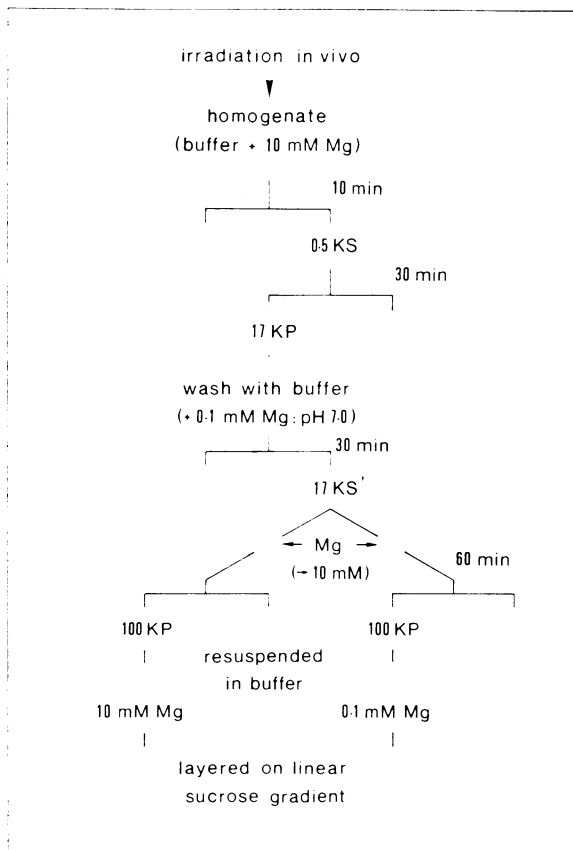 irradiation in vivo
homogenate
(buffer + 10 mM Mg)
10 min
0·5 KS
30 min
17 KP
wash with buffer
(+ 0·1 mM Mg; pH 7·0)
30 min
17 KS'
← Mg →
(→ 10 mM)
60 min
100 KP
100 KP
resuspended
in buffer
10 mM Mg
0·1 mM Mg
layered on linear
sucrose gradient